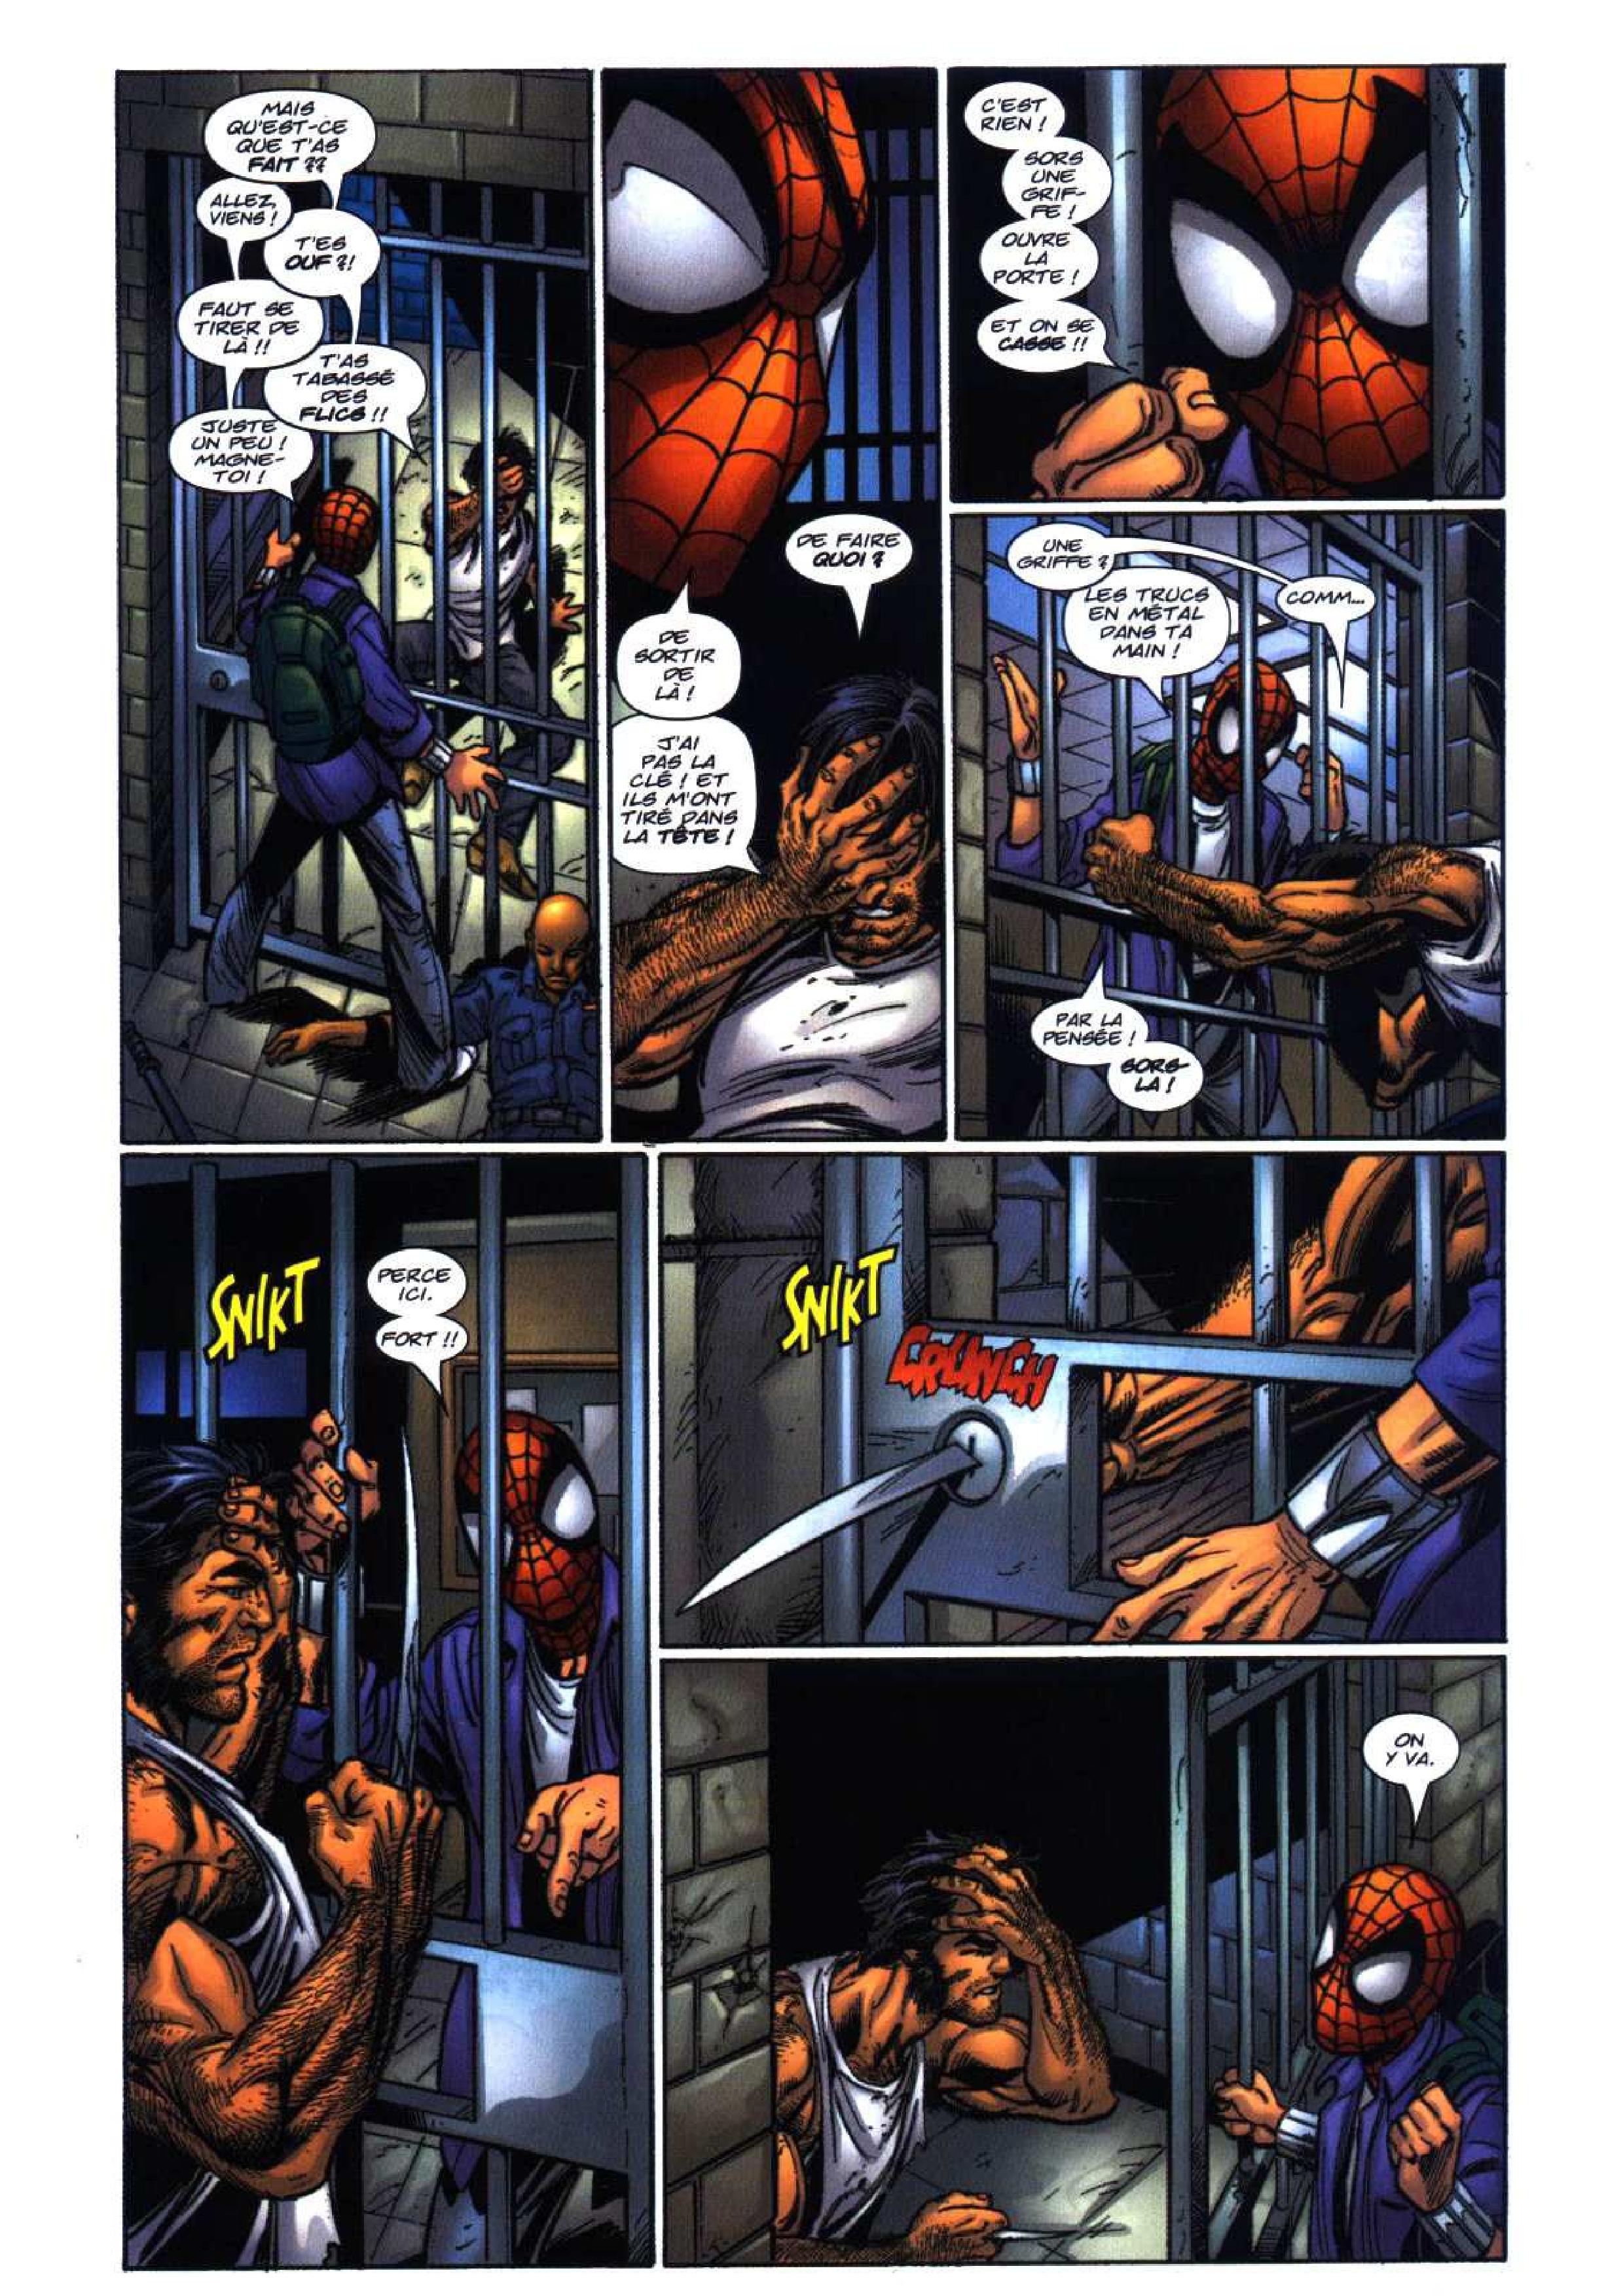 MAIS
QU'EST-CE
QUE T'AS
FAIT ??
ALLEZ,
VIENS !
T'ES
OUF ?!
FAUT SE
TIRER DE
LÀ !!
T'AS
TABASSÉ
DES
FLICS !!
JUSTE
UN PEU !
MAGNE-
TOI !
DE FAIRE
QUOI ?
DE
SORTIR
DE
LÀ !
J'AI
PAS LA
CLÉ ! ET
ILS M'ONT
TIRÉ DANS
LA TÊTE !
C'EST
RIEN !
SORS
UNE
GRIF-
FE !
OUVRE
LA
PORTE !
ET ON SE
CASSE !!
UNE
GRIFFE ?
LES TRUCS
EN MÉTAL
DANS TA
MAIN !
COMM...
PAR LA
PENSÉE !
SORS-
LA !
SNIKT
PERCE
ICI.
FORT !!
SNIKT
CRUNCH
ON
Y VA.